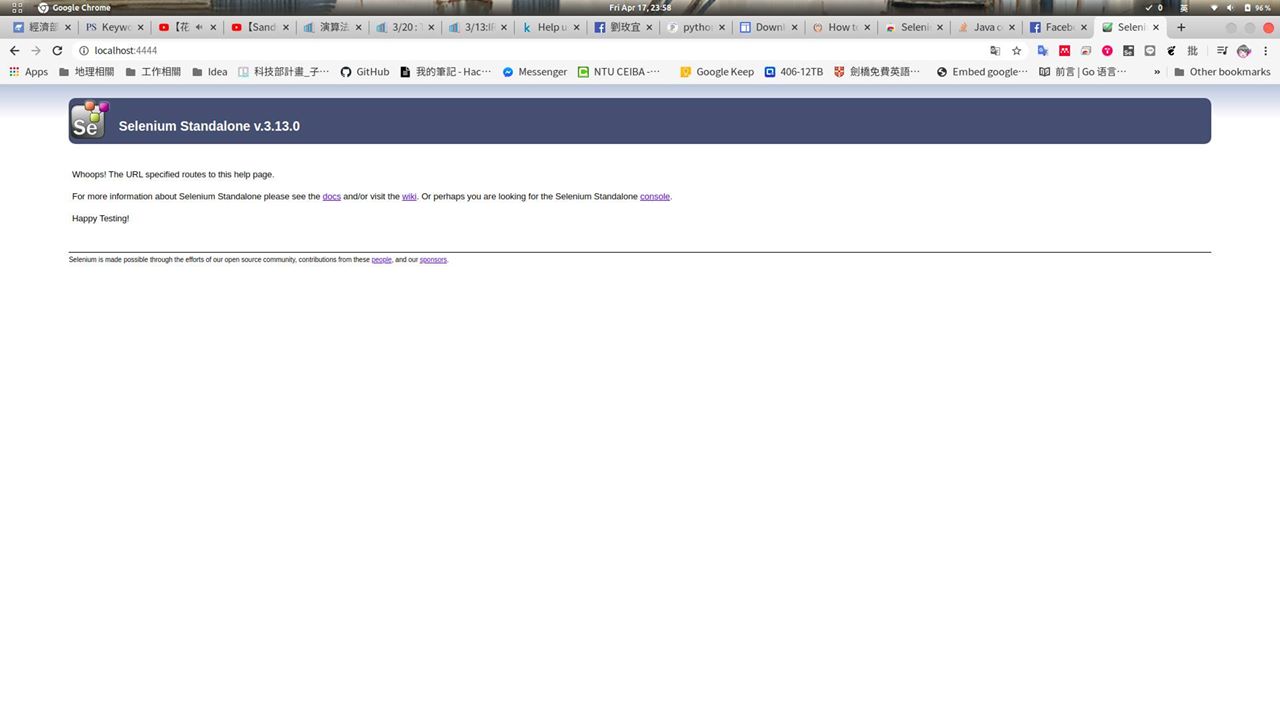 Google Chrome
Fri Apr 17, 23:58
0 英 96 %
經濟部
PS Keywo
【花
【Sand
演算法
3/20 :
3/13:
k Help u
劉玫宜
python
Downl
How t
Seleni
Java c
Facebo
Seleni
localhost:4444
批
Apps
地理相關
工作相關
Idea
科技部計畫_子…
GitHub
我的筆記 - Hac…
Messenger
NTU CEIBA -…
Google Keep
406-12TB
劍橋免費英語…
Embed google…
前言 | Go 语言…
»
Other bookmarks
Se
Selenium Standalone v.3.13.0
Whoops! The URL specified routes to this help page.
For more information about Selenium Standalone please see the docs and/or visit the wiki. Or perhaps you are looking for the Selenium Standalone console.
Happy Testing!
Selenium is made possible through the efforts of our open source community, contributions from these people, and our sponsors.